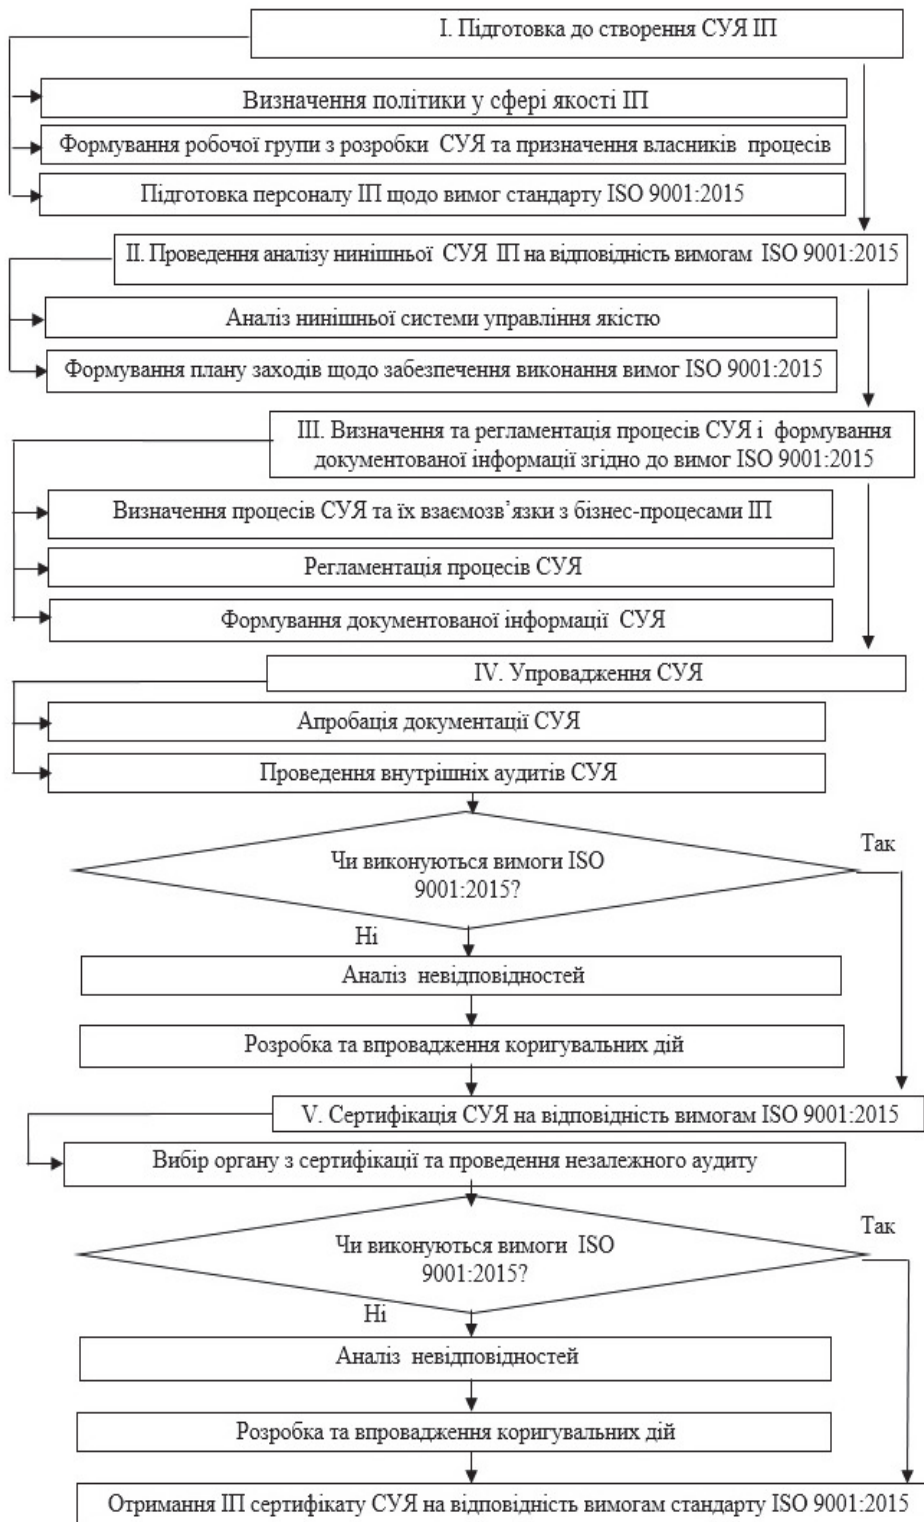 I. Підготовка до створення СУЯ ІП
Визначення політики у сфері якості ІП
Формування робочої групи з розробки СУЯ та призначення власників процесів
Підготовка персоналу ІП щодо вимог стандарту ISO 9001:2015
II. Проведення аналізу нинішньої СУЯ ІП на відповідність вимогам ISO 9001:2015
Аналіз нинішньої системи управління якістю
Формування плану заходів щодо забезпечення виконання вимог ISO 9001:2015
III. Визначення та регламентація процесів СУЯ і формування
документованої інформації згідно до вимог ISO 9001:2015
Визначення процесів СУЯ та їх взаємозв’язки з бізнес-процесами ІП
Регламентація процесів СУЯ
Формування документованої інформації СУЯ
IV. Упровадження СУЯ
Апробація документації СУЯ
Проведення внутрішніх аудитів СУЯ
Так
Чи виконуються вимоги ISO
9001:2015?
Ні
Аналіз невідповідностей
Розробка та впровадження коригувальних дій
V. Сертифікація СУЯ на відповідність вимогам ISO 9001:2015
Вибір органу з сертифікації та проведення незалежного аудиту
Так
Чи виконуються вимоги ISO
9001:2015?
Ні
Аналіз невідповідностей
Розробка та впровадження коригувальних дій
Отримання ІП сертифікату СУЯ на відповідність вимогам стандарту ISO 9001:2015